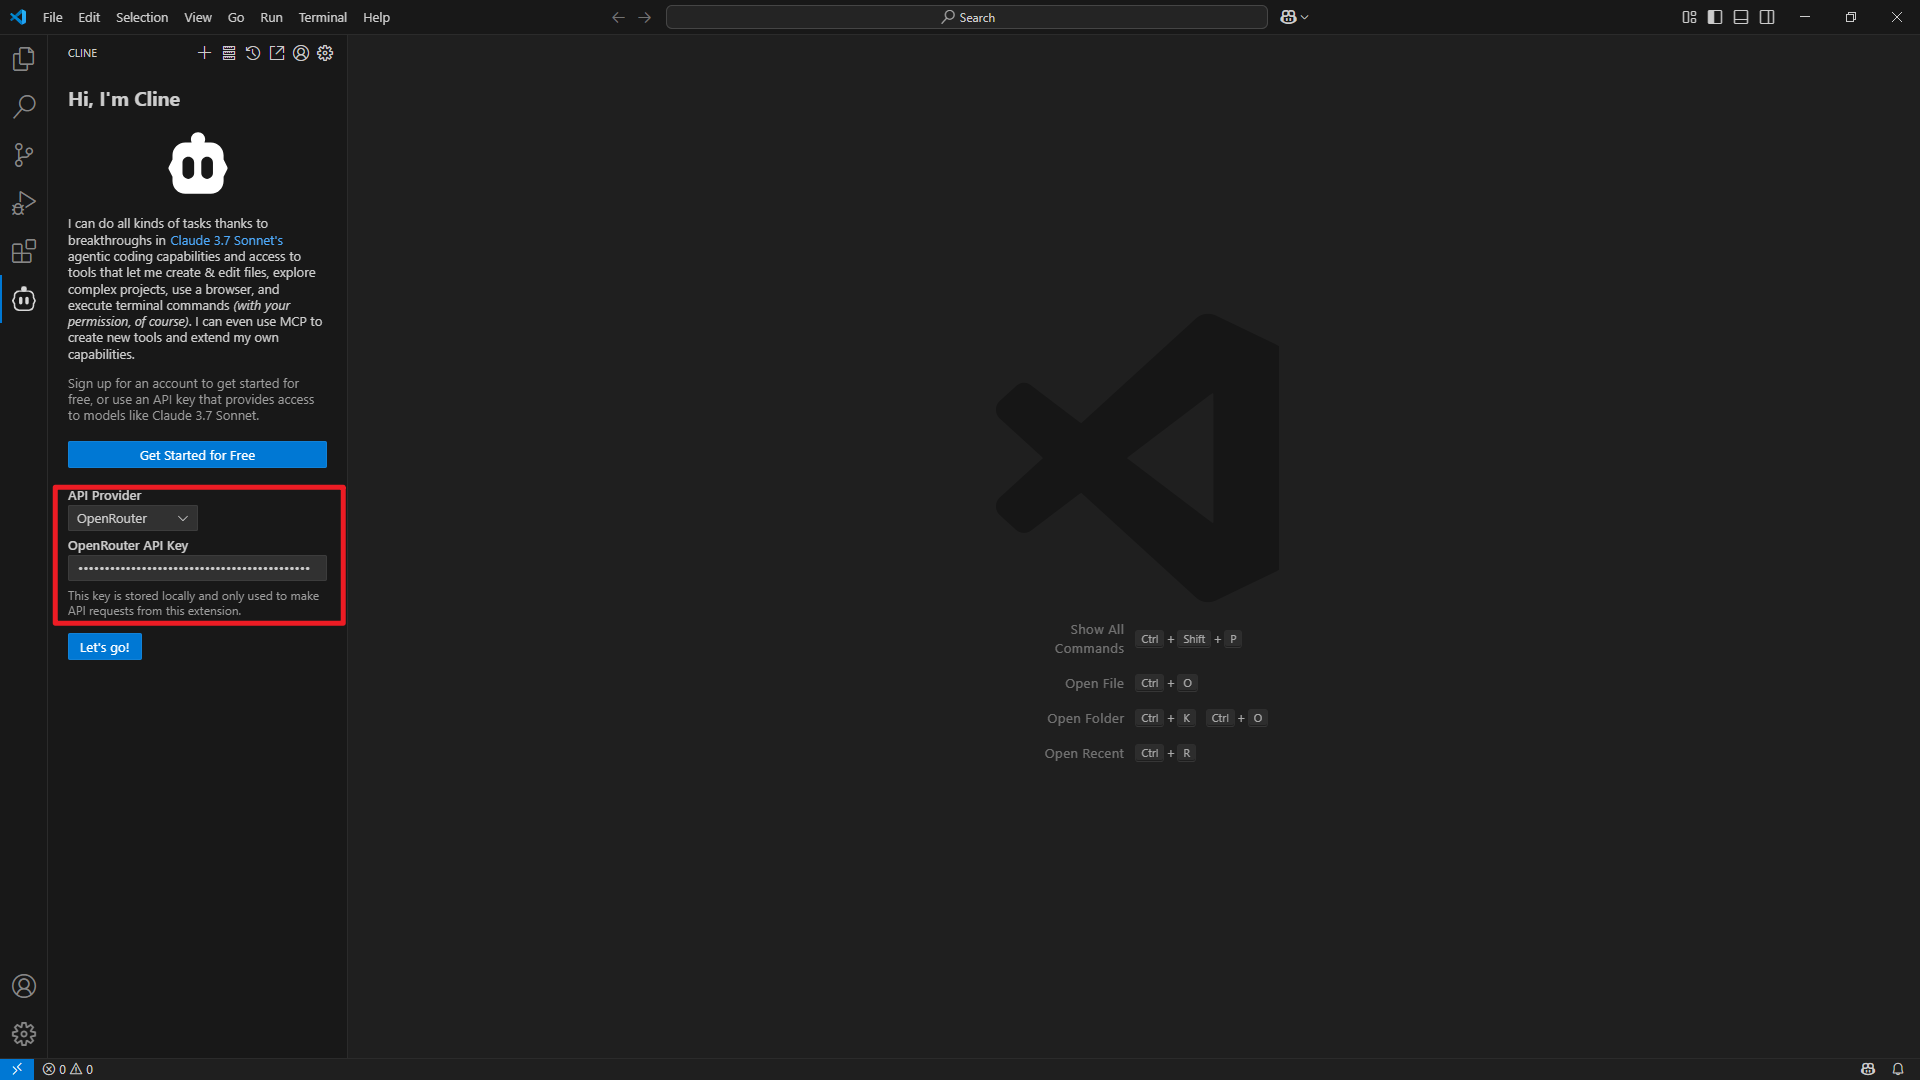 File Edit Selection View Go Run Terminal Help
Search
CLINE
Hi, I'm Cline
I can do all kinds of tasks thanks to
breakthroughs in Claude 3.7 Sonnet's
agentic coding capabilities and access to
tools that let me create & edit files, explore
complex projects, use a browser, and
execute terminal commands (with your
permission, of course). I can even use MCP to
create new tools and extend my own
capabilities.
Sign up for an account to get started for
free, or use an API key that provides access
to models like Claude 3.7 Sonnet.
Get Started for Free
API Provider
OpenRouter
OpenRouter API Key
••••••••••••••••••••••••••••••••••••••••••••
This key is stored locally and only used to make
API requests from this extension.
Let's go!
Show All
Commands
Ctrl + Shift + P
Open File Ctrl + O
Open Folder Ctrl + K Ctrl + O
Open Recent Ctrl + R
0 0